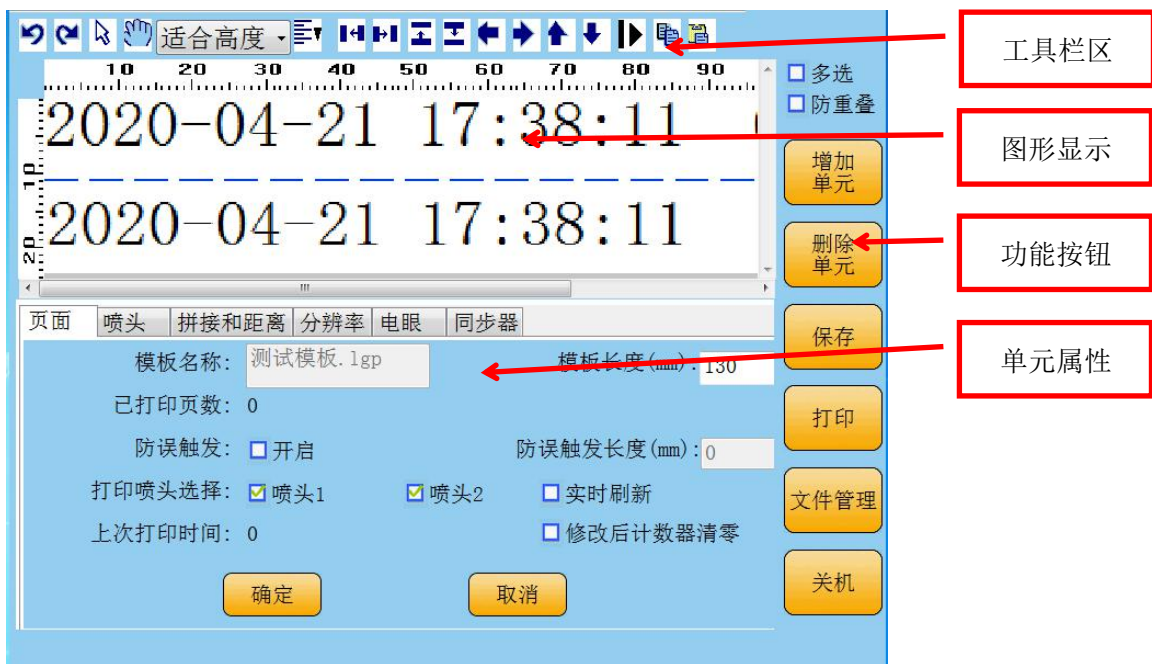 适合高度
工具栏区
10 20 30 40 50 60 70 80 90
多选
防重叠
2020-04-21 17:38:11
图形显示
10
增加
单元
2020-04-21 17:38:11
20
删除
单元
功能按钮
页面 喷头 拼接和距离 分辨率 电眼 同步器
保存
模板名称: 测试模板.lgp 模板长度(mm):130
单元属性
已打印页数: 0
打印
防误触发: 开启 防误触发长度(mm):0
打印喷头选择: 喷头1 喷头2 实时刷新
文件管理
上次打印时间: 0 修改后计数器清零
确定 取消
关机